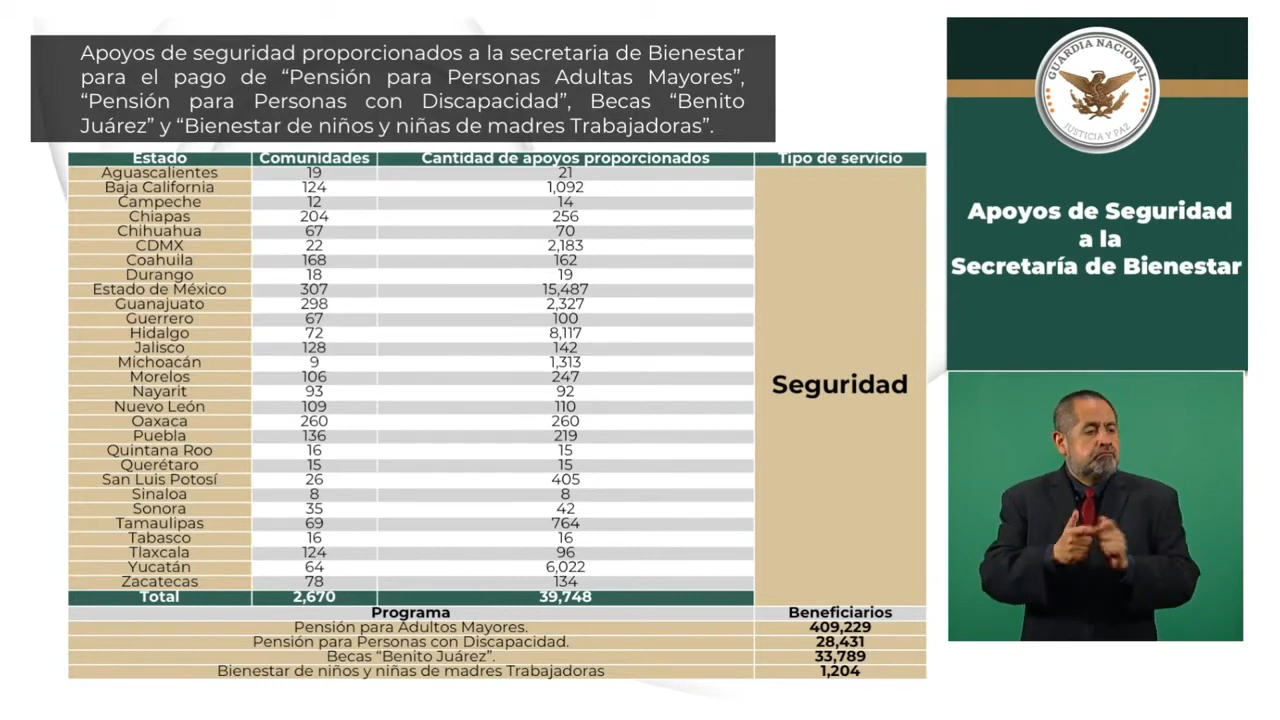 Apoyos de seguridad proporcionados a la secretaria de Bienestar
para el pago de “Pensión para Personas Adultas Mayores”,
“Pensión para Personas con Discapacidad”, Becas “Benito
Juárez” y “Bienestar de niños y niñas de madres Trabajadoras”.
Estado Comunidades Cantidad de apoyos proporcionados Tipo de servicio
Aguascalientes 19 21
Baja California 124 1,092
Campeche 12 14
Chiapas 204 256
Chihuahua 67 70
CDMX 22 2,183
Coahuila 168 162
Durango 18 19
Estado de México 307 15,487
Guanajuato 298 2,327
Guerrero 67 100
Hidalgo 72 8,117
Jalisco 128 142
Michoacán 9 1,313
Morelos 106 247
Nayarit 93 92
Nuevo León 109 110
Oaxaca 260 260
Puebla 136 219
Quintana Roo 16 15
Querétaro 15 15
San Luis Potosí 26 405
Sinaloa 8 8
Sonora 35 42
Tamaulipas 69 764
Tabasco 16 16
Tlaxcala 124 96
Yucatán 64 6,022
Zacatecas 78 134
Seguridad
Total 2,670 39,748
Programa Beneficiarios
Pensión para Adultos Mayores. 409,229
Pensión para Personas con Discapacidad. 28,431
Becas “Benito Juárez”. 33,789
Bienestar de niños y niñas de madres Trabajadoras 1,204
GUARDIA NACIONAL
JUSTICIA Y PAZ
Apoyos de Seguridad
a la
Secretaría de Bienestar